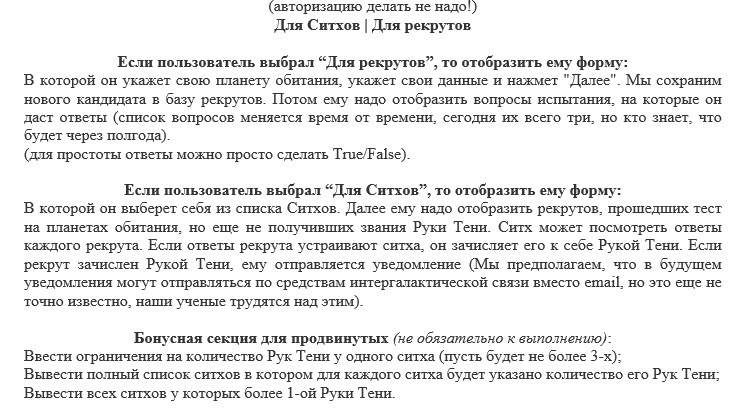 (авторизацию делать не надо!)
Для Ситхов | Для рекрутов
Если пользователь выбрал “Для рекрутов”, то отобразить ему форму:
В которой он укажет свою планету обитания, укажет свои данные и нажмет "Далее". Мы сохраним
нового кандидата в базу рекрутов. Потом ему надо отобразить вопросы испытания, на которые он
даст ответы (список вопросов меняется время от времени, сегодня их всего три, но кто знает, что
будет через полгода).
(для простоты ответы можно просто сделать True/False).
Если пользователь выбрал “Для Ситхов”, то отобразить ему форму:
В которой он выберет себя из списка Ситхов. Далее ему надо отобразить рекрутов, прошедших тест
на планетах обитания, но еще не получивших звания Руки Тени. Ситх может посмотреть ответы
каждого рекрута. Если ответы рекрута устраивают ситха, он зачисляет его к себе Рукой Тени. Если
рекрут зачислен Рукой Тени, ему отправляется уведомление (Мы предполагаем, что в будущем
уведомления могут отправляться по средствам интергалактической связи вместо email, но это еще не
точно известно, наши ученые трудятся над этим).
Бонусная секция для продвинутых (не обязательно к выполнению):
Ввести ограничения на количество Рук Тени у одного ситха (пусть будет не более 3-х);
Вывести полный список ситхов в котором для каждого ситха будет указано количество его Рук Тени;
Вывести всех ситхов у которых более 1-ой Руки Тени.